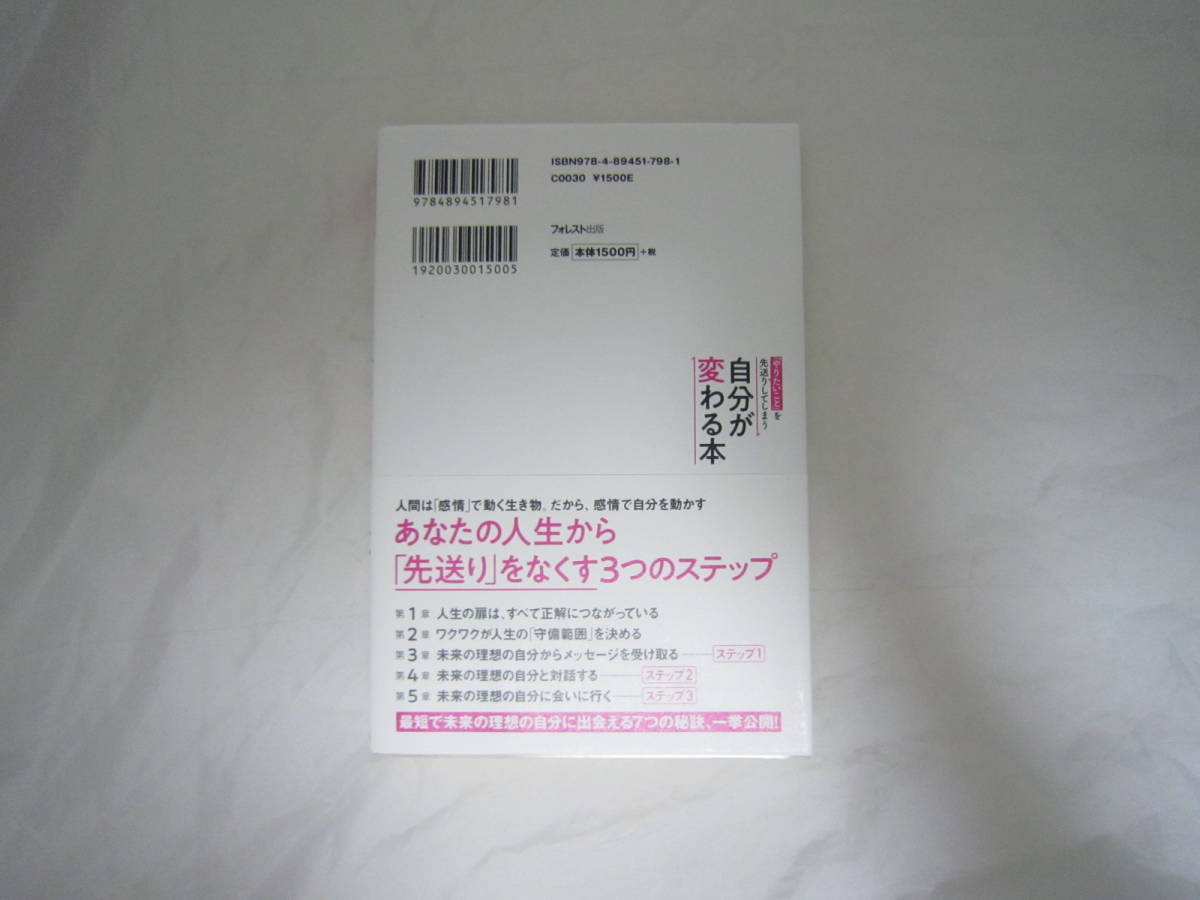 ISBN978-4-89451-798-1
C0030 ¥1500E
9784894517981
フォレスト出版
定価 本体1500円 +税
1920030015005
「やりたいこと」を
先送りしてしまう
自分が
変わる本
人間は「感情」で動く生き物。だから、感情で自分を動かす
あなたの人生から
「先送り」をなくす3つのステップ
第1章 人生の扉は、すべて正解につながっている
第2章 ワクワクが人生の「守備範囲」を決める
第3章 未来の理想の自分からメッセージを受け取る ステップ1
第4章 未来の理想の自分と対話する ステップ2
第5章 未来の理想の自分に会いに行く ステップ3
最短で未来の理想の自分に出会える7つの秘訣、一挙公開!